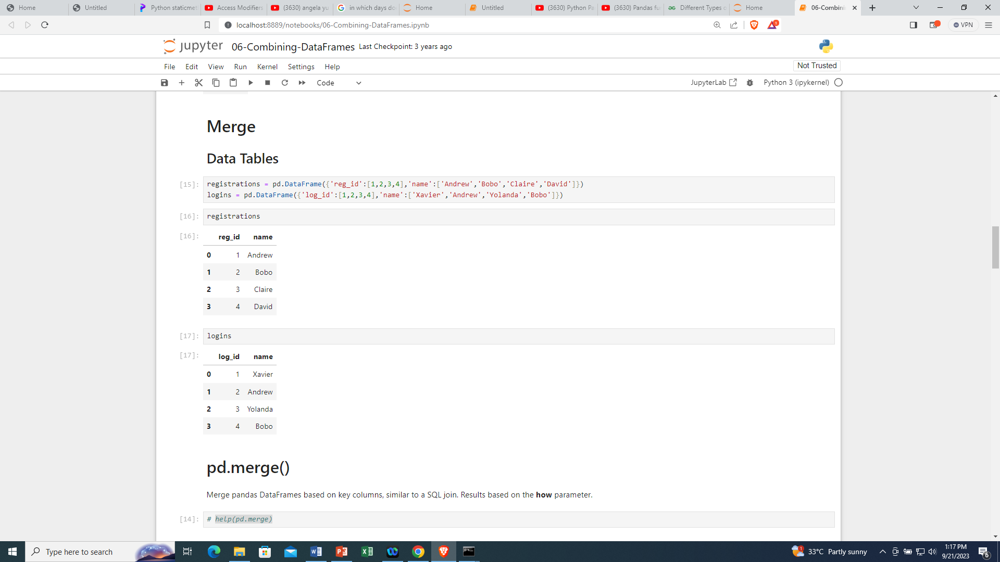 Home
Untitled
Python staticmet
Access Modifiers
(3630) angela yu
in which days do
Home
Untitled
(3630) Python Pa
(3630) Pandas fu
Different Types o
Home
06-Combini
localhost:8889/notebooks/06-Combining-DataFrames.ipynb
1
VPN
jupyter 06-Combining-DataFrames Last Checkpoint: 3 years ago
File Edit View Run Kernel Settings Help
Not Trusted
Code
JupyterLab
Python 3 (ipykernel)
Merge
Data Tables
[15]: registrations = pd.DataFrame({'reg_id':[1,2,3,4],'name':['Andrew','Bobo','Claire','David']})
logins = pd.DataFrame({'log_id':[1,2,3,4],'name':['Xavier','Andrew','Yolanda','Bobo']})
[16]: registrations
[16]: reg_id name
0 1 Andrew
1 2 Bobo
2 3 Claire
3 4 David
[17]: logins
[17]: log_id name
0 1 Xavier
1 2 Andrew
2 3 Yolanda
3 4 Bobo
pd.merge()
Merge pandas DataFrames based on key columns, similar to a SQL join. Results based on the how parameter.
[14]: # help(pd.merge)
Type here to search
1
33°C Partly sunny
1:17 PM
9/21/2023
6